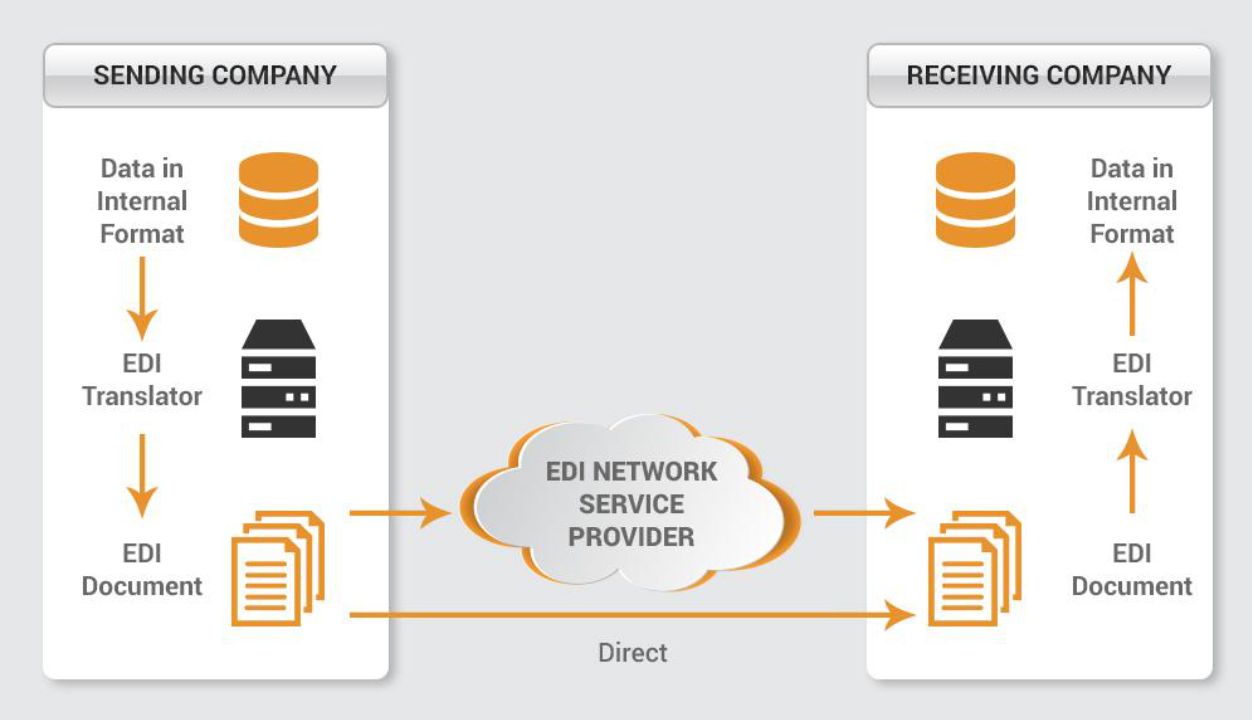 SENDING COMPANY
Data in
Internal
Format
EDI
Translator
EDI
Document
EDI NETWORK
SERVICE
PROVIDER
Direct
RECEIVING COMPANY
Data in
Internal
Format
EDI
Translator
EDI
Document